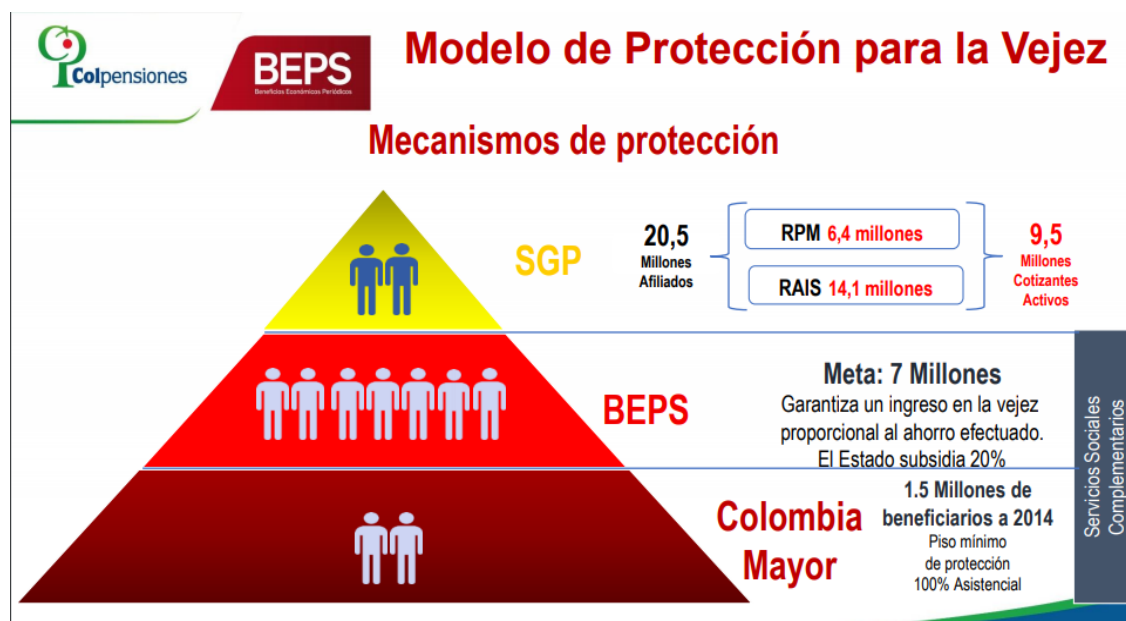 Colpensiones
BEPS
Beneficios Económicos Periódicos
Modelo de Protección para la Vejez
Mecanismos de protección
SGP
20,5
Millones
Afiliados
RPM 6,4 millones
RAIS 14,1 millones
9,5
Millones
Cotizantes
Activos
BEPS
Meta: 7 Millones
Garantiza un ingreso en la vejez
proporcional al ahorro efectuado.
El Estado subsidia 20%
Colombia
Mayor
1.5 Millones de
beneficiarios a 2014
Piso mínimo
de protección
100% Asistencial
Servicios Sociales
Complementarios